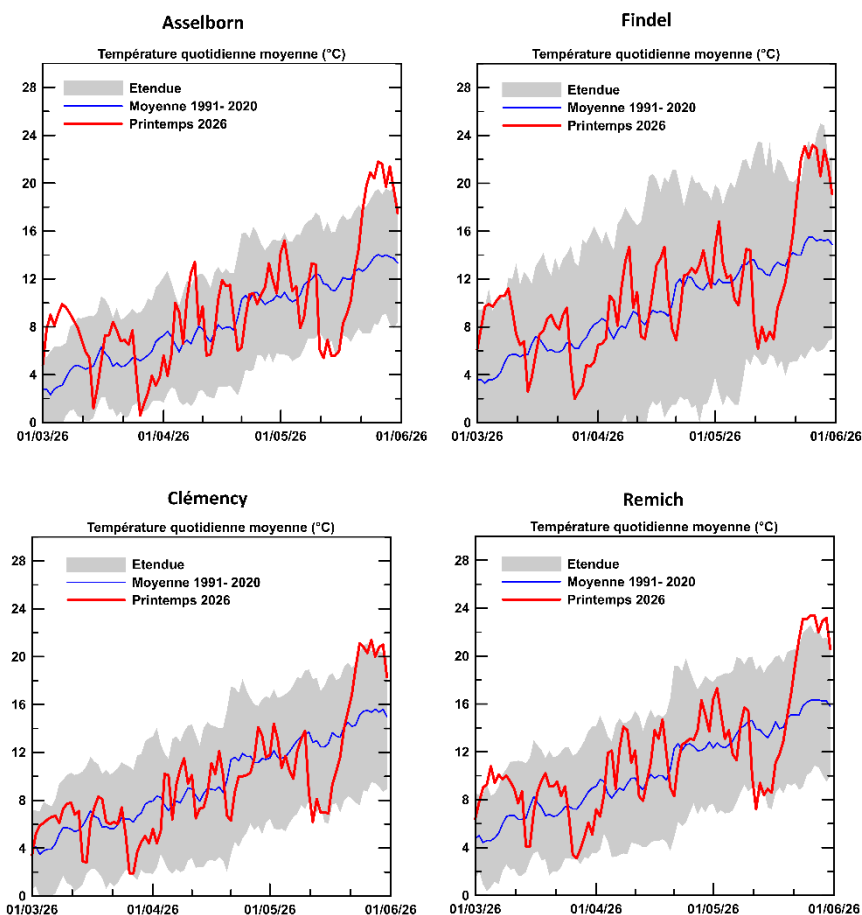 Asselborn
Température quotidienne moyenne (°C)
Etendue
Moyenne 1991- 2020
Printemps 2026
28
24
20
16
12
8
4
0
01/03/26 01/04/26 01/05/26 01/06/26
Findel
Température quotidienne moyenne (°C)
Etendue
Moyenne 1991- 2020
Printemps 2026
28
24
20
16
12
8
4
0
01/03/26 01/04/26 01/05/26 01/06/26
Clémency
Température quotidienne moyenne (°C)
Etendue
Moyenne 1991- 2020
Printemps 2026
28
24
20
16
12
8
4
0
01/03/26 01/04/26 01/05/26 01/06/26
Remich
Température quotidienne moyenne (°C)
Etendue
Moyenne 1991- 2020
Printemps 2026
28
24
20
16
12
8
4
0
01/03/26 01/04/26 01/05/26 01/06/26